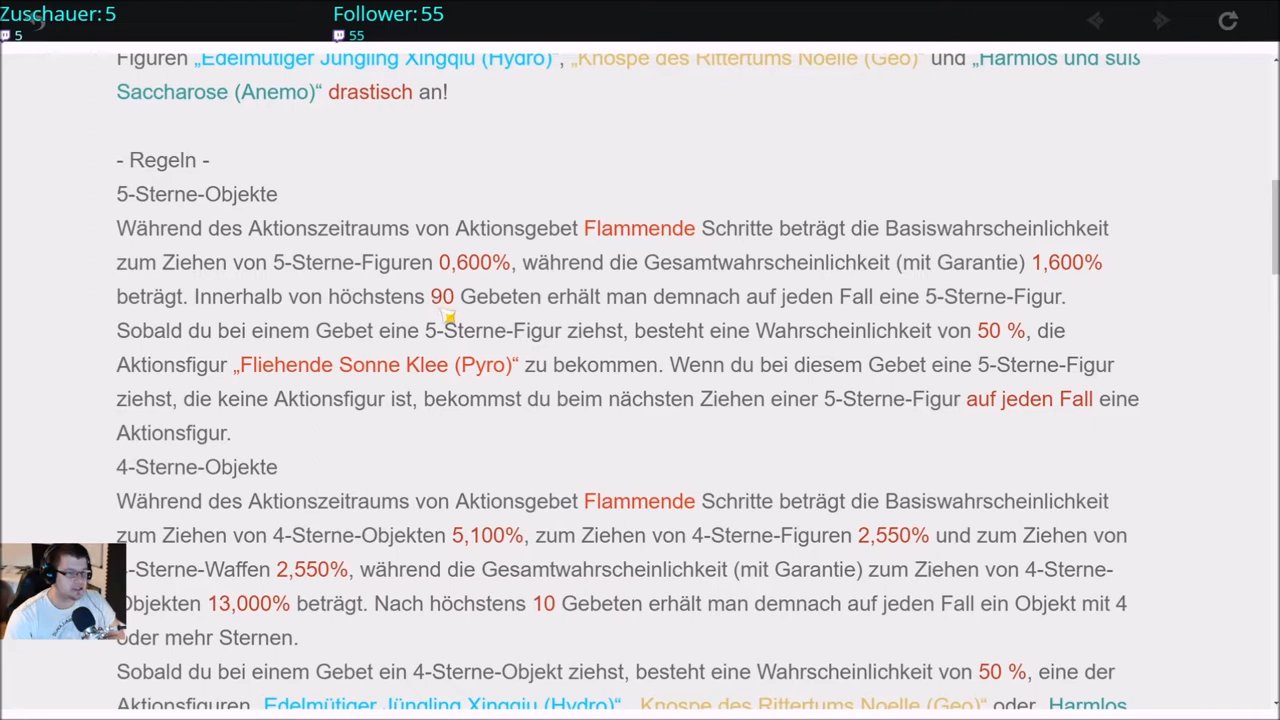 Zuschauer: 5
Follower: 55
5
55
Figuren „Edelmütiger Jüngling Xingqiu (Hydro)“, „Knospe des Rittertums Noelle (Geo)“ und „Harmlos und süß
Saccharose (Anemo)“ drastisch an!
- Regeln -
5-Sterne-Objekte
Während des Aktionszeitraums von Aktionsgebet Flammende Schritte beträgt die Basiswahrscheinlichkeit
zum Ziehen von 5-Sterne-Figuren 0,600%, während die Gesamtwahrscheinlichkeit (mit Garantie) 1,600%
beträgt. Innerhalb von höchstens 90 Gebeten erhält man demnach auf jeden Fall eine 5-Sterne-Figur.
Sobald du bei einem Gebet eine 5-Sterne-Figur ziehst, besteht eine Wahrscheinlichkeit von 50 %, die
Aktionsfigur „Fliehende Sonne Klee (Pyro)“ zu bekommen. Wenn du bei diesem Gebet eine 5-Sterne-Figur
ziehst, die keine Aktionsfigur ist, bekommst du beim nächsten Ziehen einer 5-Sterne-Figur auf jeden Fall eine
Aktionsfigur.
4-Sterne-Objekte
Während des Aktionszeitraums von Aktionsgebet Flammende Schritte beträgt die Basiswahrscheinlichkeit
zum Ziehen von 4-Sterne-Objekten 5,100%, zum Ziehen von 4-Sterne-Figuren 2,550% und zum Ziehen von
-Sterne-Waffen 2,550%, während die Gesamtwahrscheinlichkeit (mit Garantie) zum Ziehen von 4-Sterne-
Objekten 13,000% beträgt. Nach höchstens 10 Gebeten erhält man demnach auf jeden Fall ein Objekt mit 4
oder mehr Sternen.
Sobald du bei einem Gebet ein 4-Sterne-Objekt ziehst, besteht eine Wahrscheinlichkeit von 50 %, eine der
Aktionsfiguren „Edelmütiger Jüngling Xingqiu (Hydro)“, „Knospe des Rittertums Noelle (Geo)“ oder „Harmlos